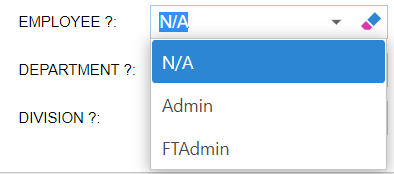 EMPLOYEE ?: N/A
N/A
DEPARTMENT ?:
Admin
DIVISION ?:
FTAdmin